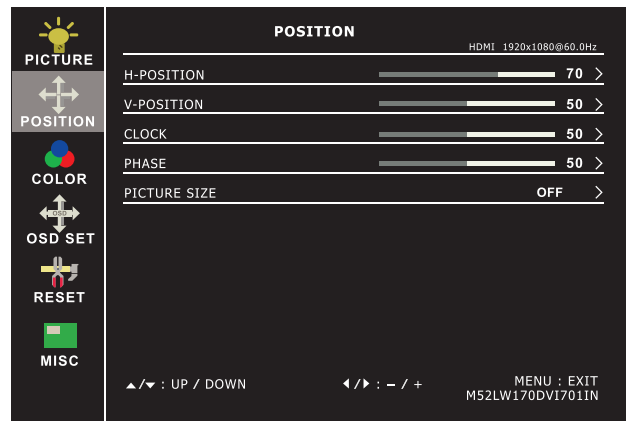 POSITION
HDMI 1920x1080@60.0Hz
PICTURE
POSITION
COLOR
OSD
OSD SET
RESET
MISC
H-POSITION 70 >
V-POSITION 50 >
CLOCK 50 >
PHASE 50 >
PICTURE SIZE OFF >
▲/▼ : UP / DOWN ◀/▶ : – / + MENU : EXIT
M52LW170DVI701IN